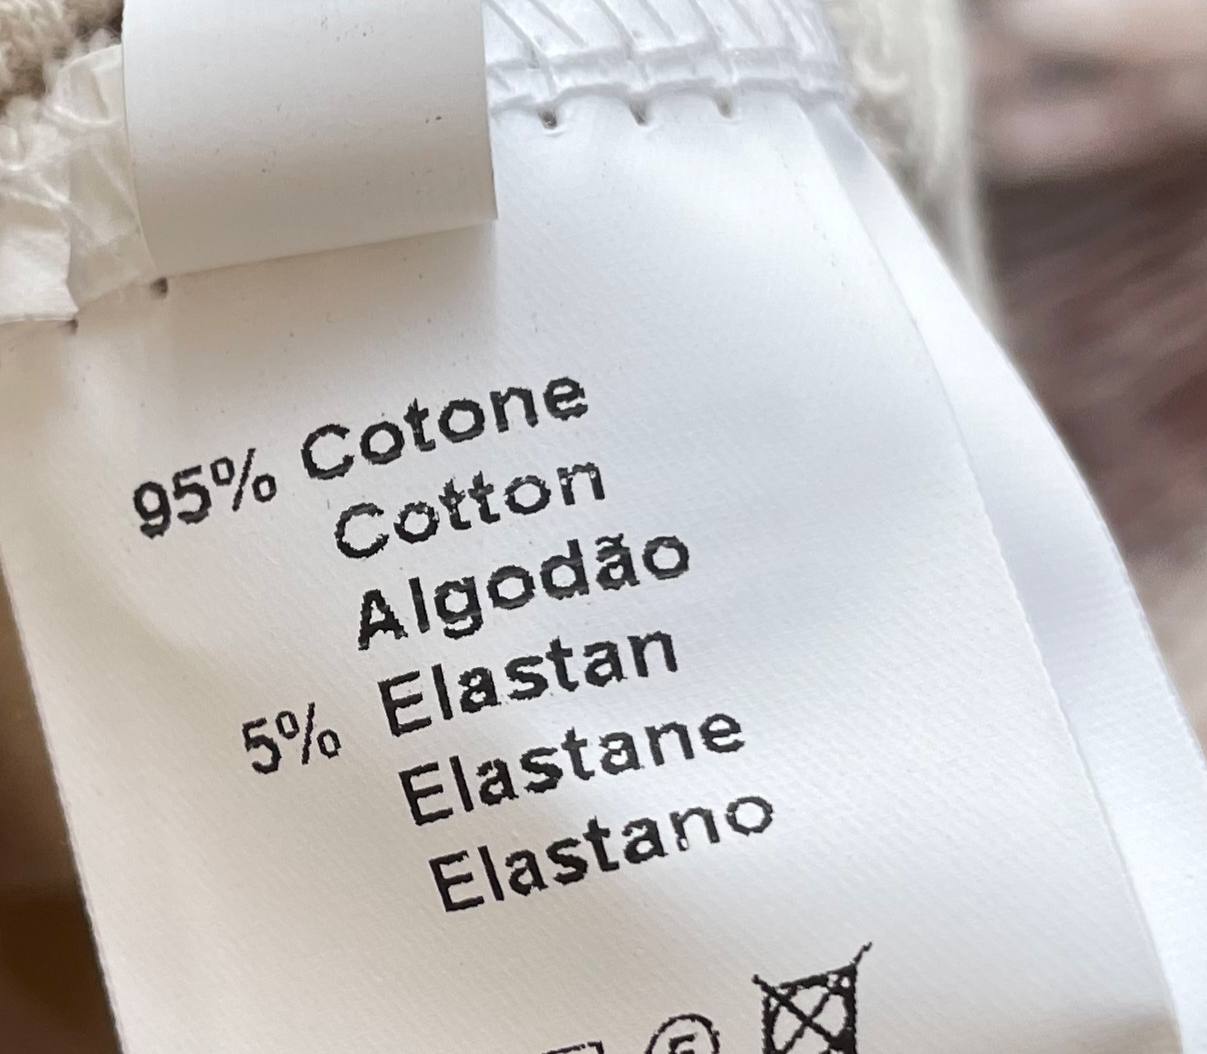 95% Cotone
Cotton
Algodão
5% Elastan
Elastane
Elastano